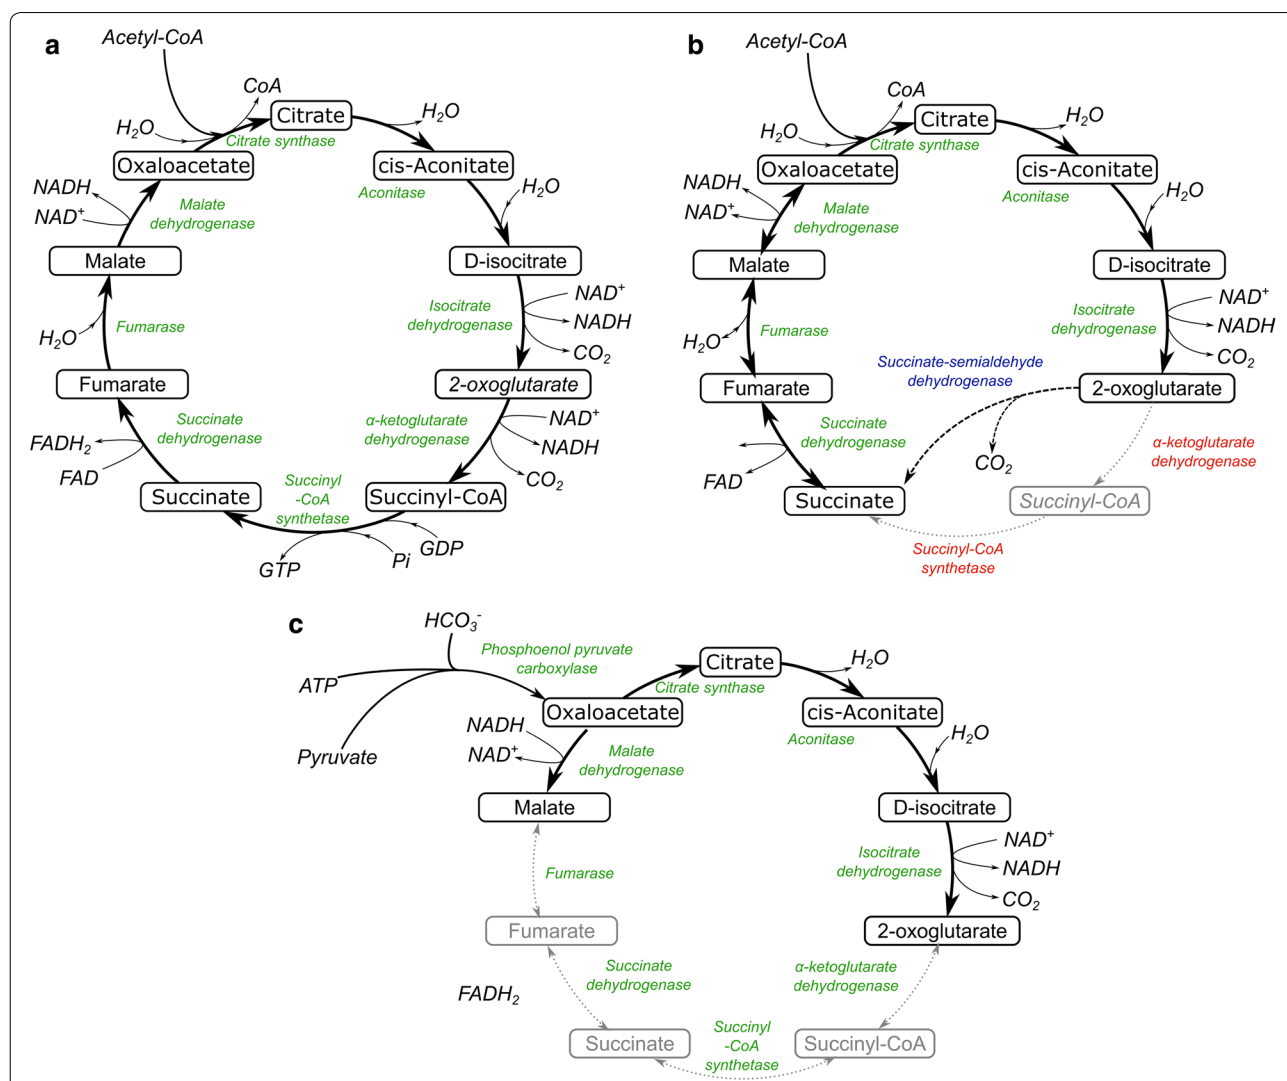 a
Acetyl-CoA
CoA
Citrate
H2O
H2O
Citrate synthase
Oxaloacetate
cis-Aconitate
Aconitase
NADH
NAD+
Malate
dehydrogenase
H2O
Malate
D-isocitrate
Isocitrate
dehydrogenase
NAD+
NADH
CO2
H2O
Fumarase
Fumarate
2-oxoglutarate
Succinate
dehydrogenase
α-ketoglutarate
dehydrogenase
NAD+
NADH
CO2
FADH2
FAD
Succinate
Succinyl
-CoA
synthetase
Succinyl-CoA
GTP
Pi
GDP
b
Acetyl-CoA
CoA
Citrate
H2O
H2O
Citrate synthase
Oxaloacetate
cis-Aconitate
Aconitase
NADH
NAD+
Malate
dehydrogenase
H2O
Malate
D-isocitrate
Isocitrate
dehydrogenase
NAD+
NADH
CO2
H2O
Fumarase
Succinate-semialdehyde
dehydrogenase
Fumarate
2-oxoglutarate
Succinate
dehydrogenase
CO2
α-ketoglutarate
dehydrogenase
FAD
Succinate
Succinyl-CoA
Succinyl-CoA
synthetase
c
HCO3-
Phosphoenol pyruvate
carboxylase
ATP
Pyruvate
Citrate
H2O
Citrate synthase
Oxaloacetate
cis-Aconitate
Aconitase
NADH
NAD+
Malate
dehydrogenase
H2O
Malate
D-isocitrate
Isocitrate
dehydrogenase
NAD+
NADH
CO2
Fumarase
Fumarate
2-oxoglutarate
Succinate
dehydrogenase
α-ketoglutarate
dehydrogenase
FADH2
Succinate
Succinyl
-CoA
synthetase
Succinyl-CoA